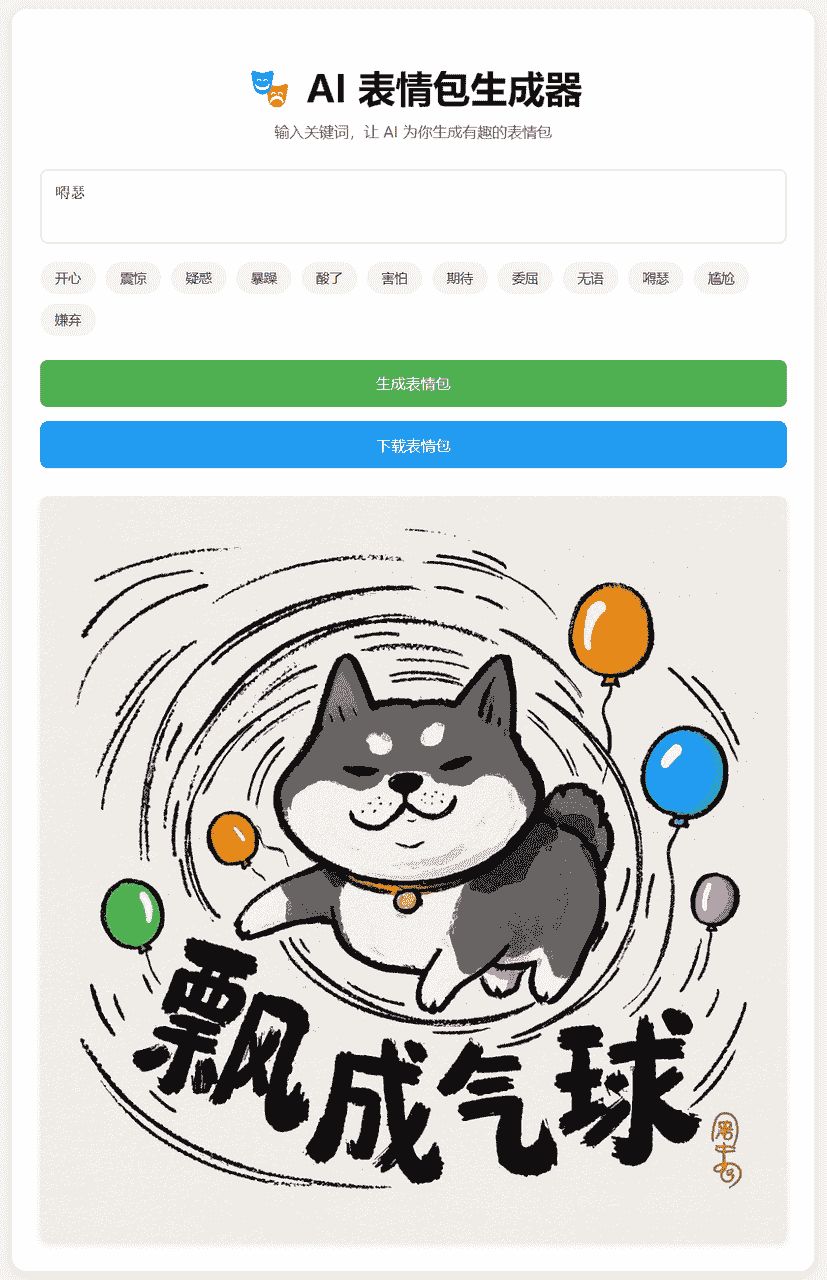 AI 表情包生成器
输入关键词，让 AI 为你生成有趣的表情包
嘚瑟
开心 震惊 疑惑 暴躁 酸了 害怕 期待 委屈 无语 嘚瑟 尴尬
嫌弃
生成表情包
下载表情包
飘成气球